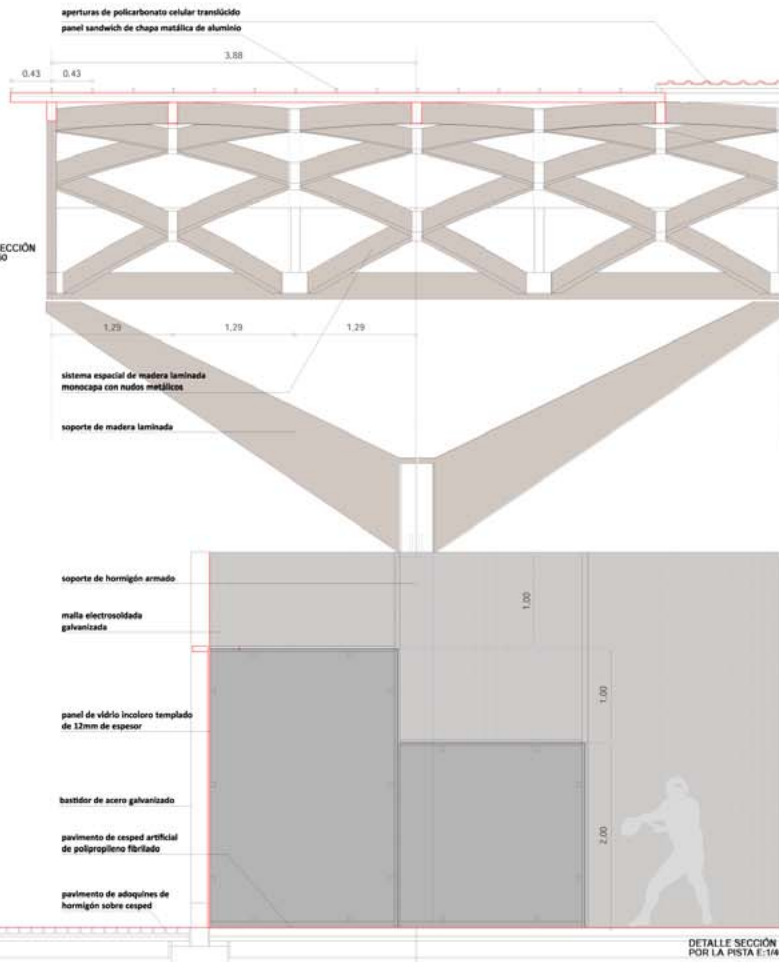 aperturas de policarbonato celular translúcido
panel sandwich de chapa matálica de aluminio
3,88
0,43 0,43
ECCIÓN
1,29 1,29 1,29
sistema espacial de madera laminada
monocapa con nudos metálicos
soporte de madera laminada
soporte de hormigón armado
1,00
malla electrosoldada
galvanizada
1,00
panel de vidrio incoloro templado
de 12mm de espesor
bastidor de acero galvanizado
2,00
pavimento de cesped artificial
de polipropileno fibrilado
pavimento de adoquines de
hormigón sobre cesped
DETALLE SECCIÓN
POR LA PISTA E:1/4